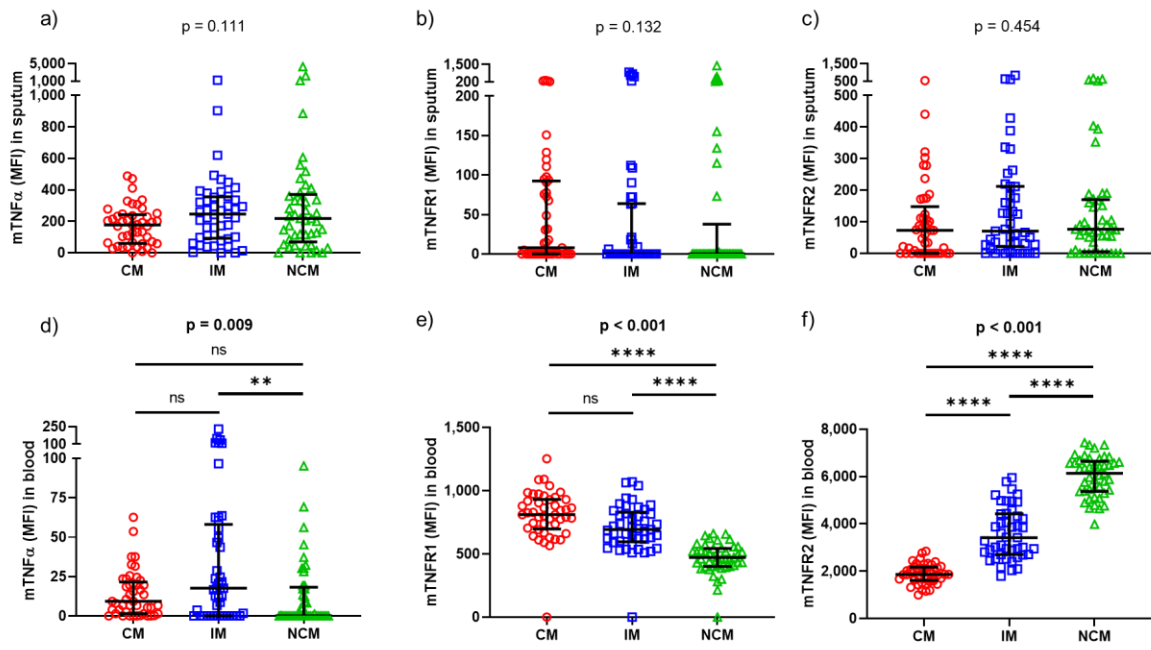 a)
p = 0.111
mTNFα (MFI) in sputum
5,000
1,000
1,000
800
600
400
200
0
CM IM NCM
b)
p = 0.132
mTNFR1 (MFI) in sputum
1,500
200
200
150
100
50
0
CM IM NCM
c)
p = 0.454
mTNFR2 (MFI) in sputum
1,500
500
500
400
300
200
100
0
CM IM NCM
d)
p = 0.009
ns
**
ns
mTNF-α (MFI) in blood
250
100
100
75
50
25
0
CM IM NCM
e)
p < 0.001
****
****
ns
mTNFR1 (MFI) in blood
1,500
1,000
500
0
CM IM NCM
f)
p < 0.001
****
****
****
mTNFR2 (MFI) in blood
8,000
6,000
4,000
2,000
0
CM IM NCM